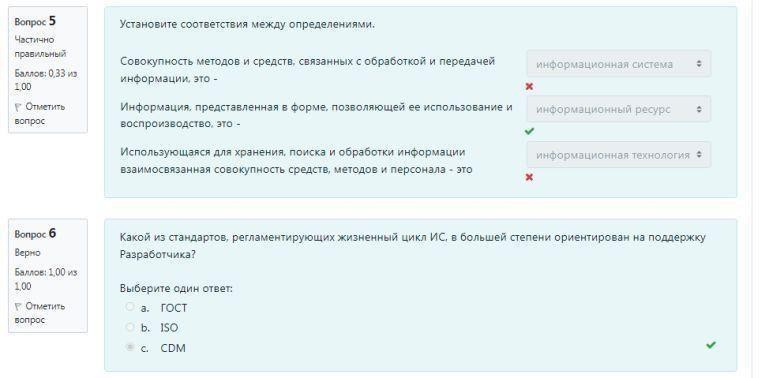 Вопрос 5
Частично
правильный
Баллов: 0,33 из
1,00
Отметить
вопрос
Установите соответствия между определениями.
Совокупность методов и средств, связанных с обработкой и передачей
информации, это -
информационная система
Информация, представленная в форме, позволяющей ее использование и
воспроизводство, это -
информационный ресурс
Использующаяся для хранения, поиска и обработки информации
взаимосвязанная совокупность средств, методов и персонала - это
информационная технология
Вопрос 6
Верно
Баллов: 1,00 из
1,00
Отметить
вопрос
Какой из стандартов, регламентирующих жизненный цикл ИС, в большей степени ориентирован на поддержку
Разработчика?
Выберите один ответ:
a. ГОСТ
b. ISO
c. CDM